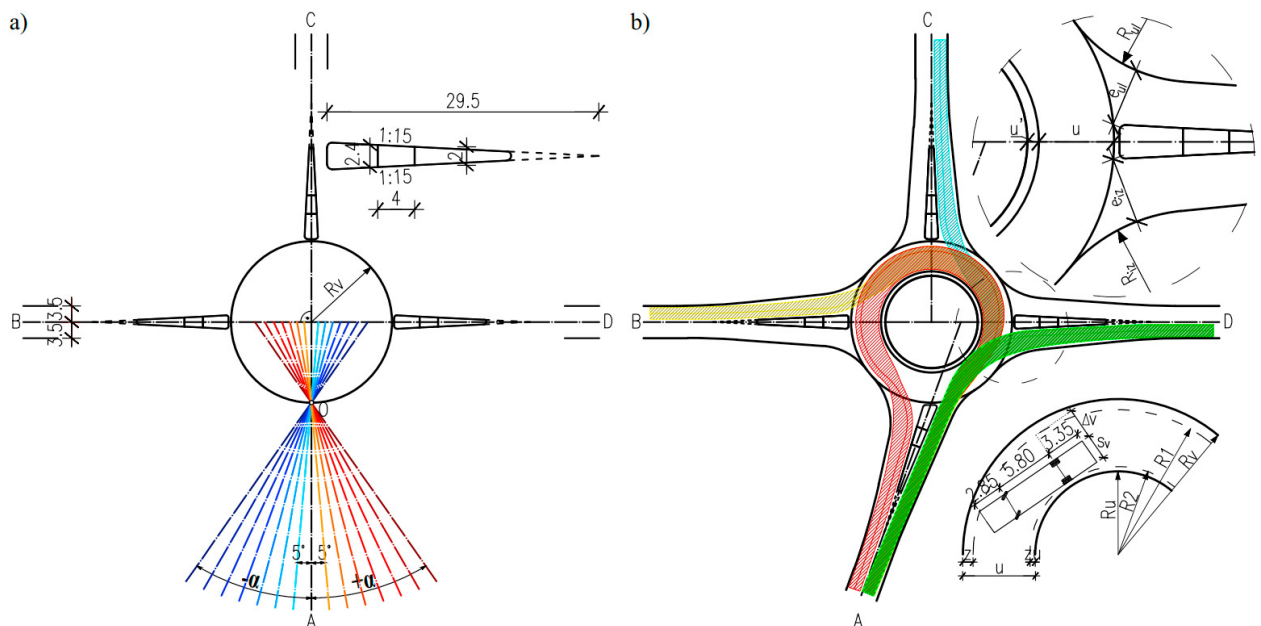 a)
C
29.5
1:15
2.4
2
1:15
4
Rv
3.5
3.5
B
D
O
5° 5°
-α
+α
A
b)
C
Rul
eul
u'
u
eiz
Riz
B
D
Δv
sv
3.35
5.80
2.85
R1
Rv
Ru
R2
z
zu
u
A